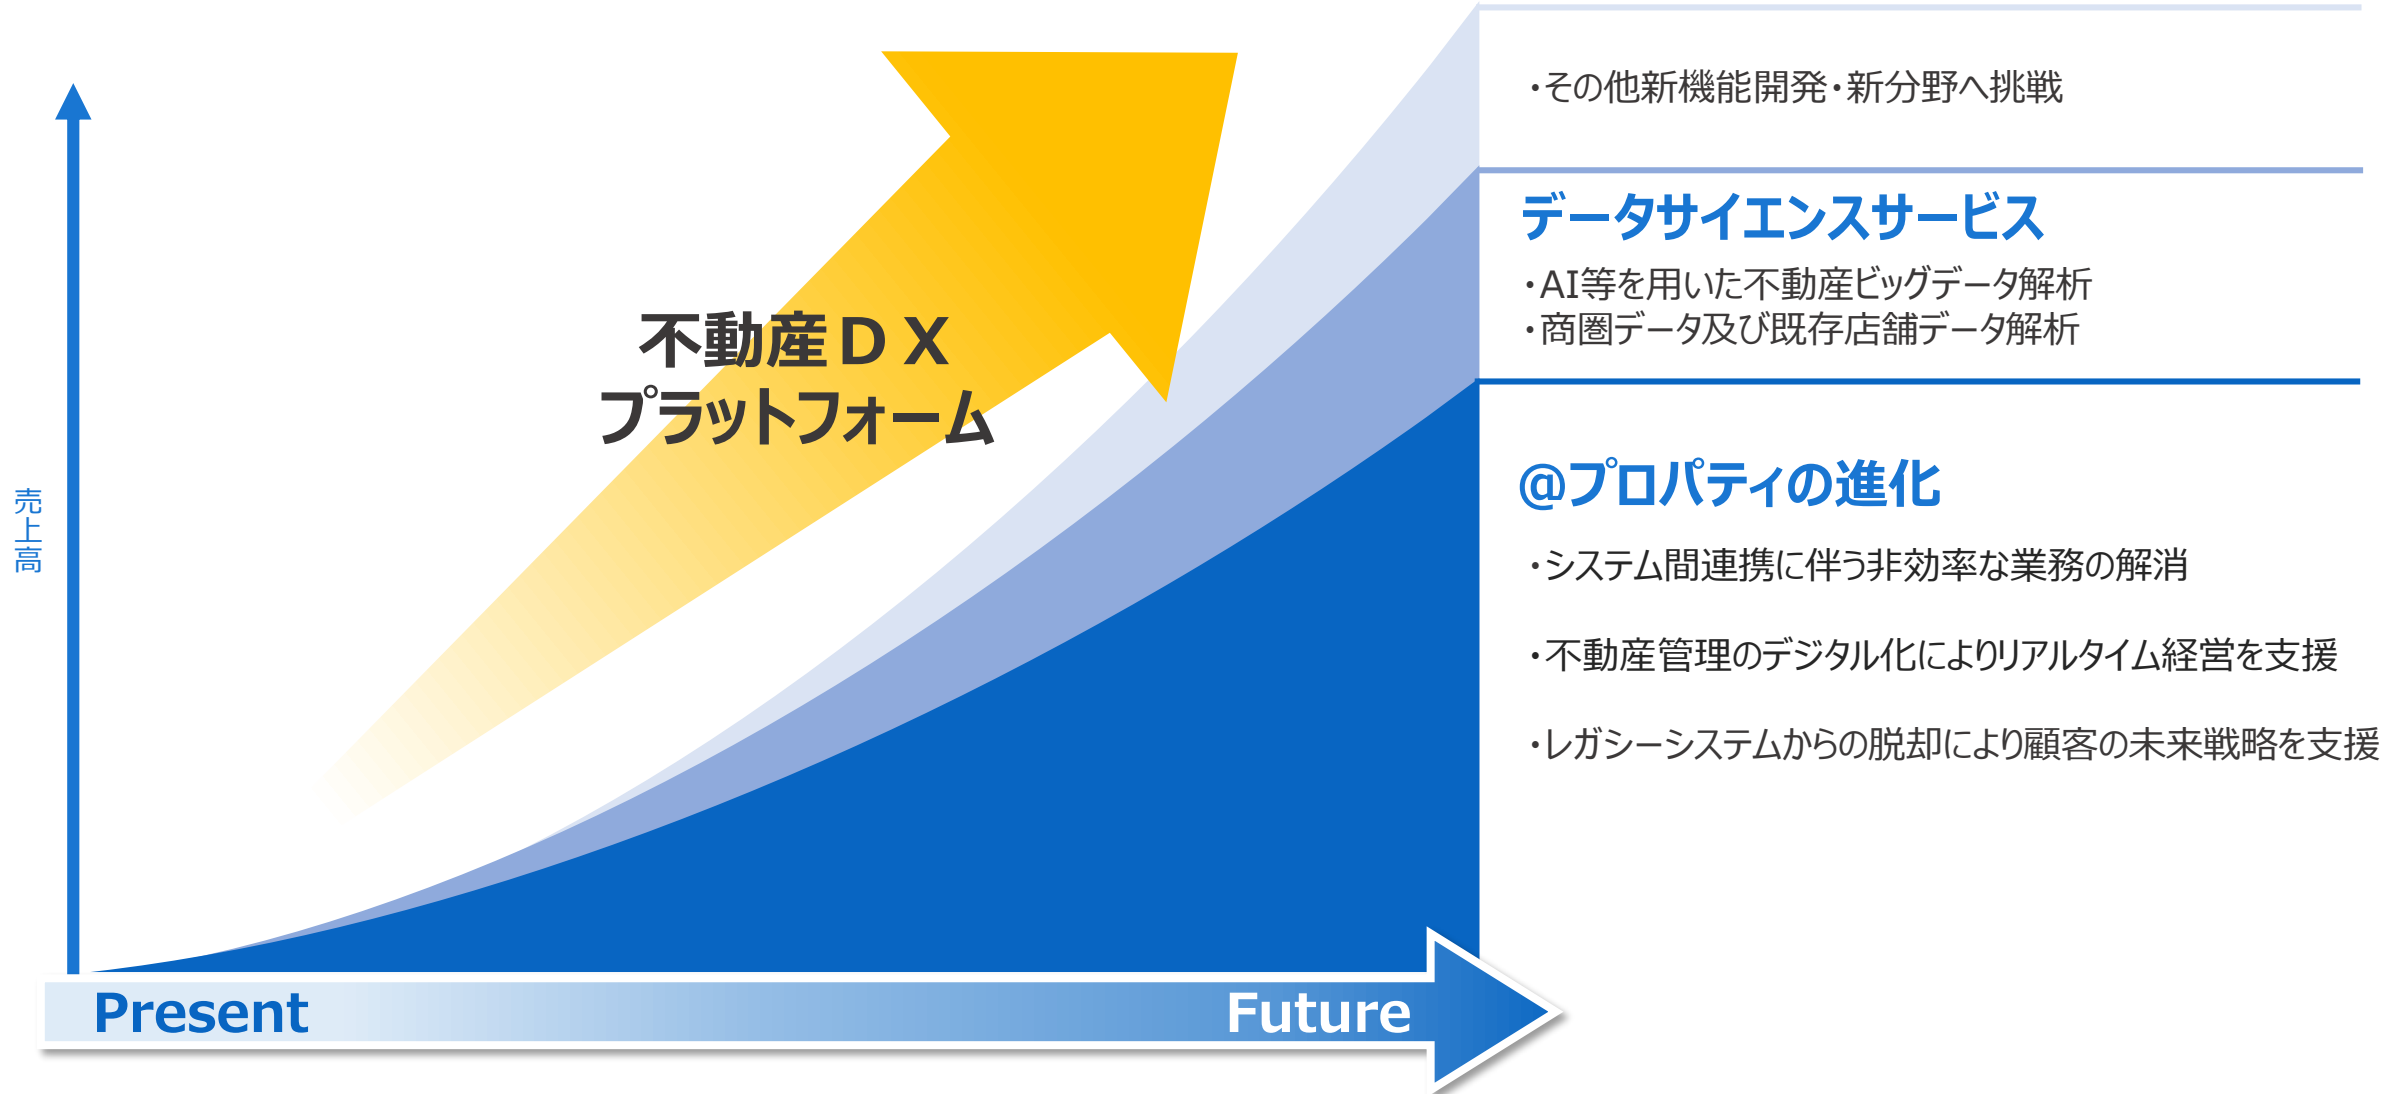 ・その他新機能開発・新分野へ挑戦
データサイエンスサービス
・AI等を用いた不動産ビッグデータ解析
・商圏データ及び既存店舗データ解析
不動産ＤＸ
プラットフォーム
@プロパティの進化
・システム間連携に伴う非効率な業務の解消
・不動産管理のデジタル化によりリアルタイム経営を支援
・レガシーシステムからの脱却により顧客の未来戦略を支援
売上高
Present
Future